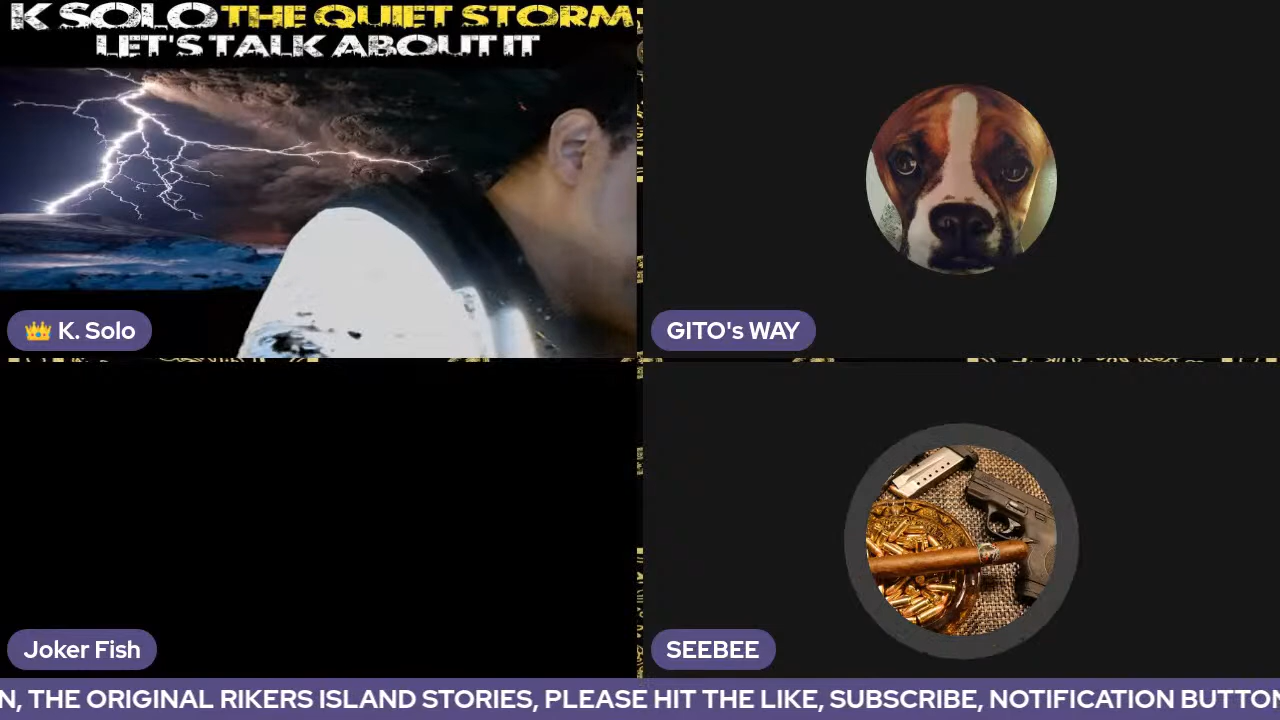 K SOLO THE QUIET STORM
LET'S TALK ABOUT IT
K. Solo
GITO's WAY
Joker Fish
SEEBEE
N, THE ORIGINAL RIKERS ISLAND STORIES, PLEASE HIT THE LIKE, SUBSCRIBE, NOTIFICATION BUTTON